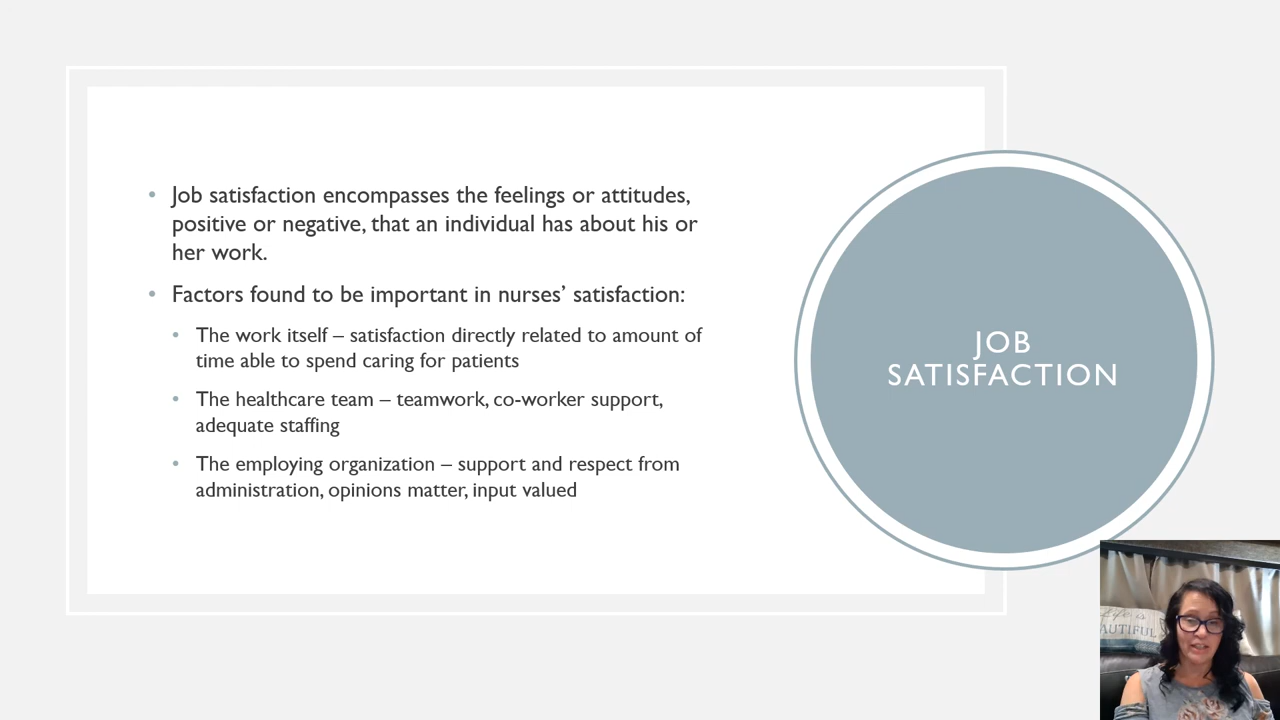 • Job satisfaction encompasses the feelings or attitudes,
positive or negative, that an individual has about his or
her work.
• Factors found to be important in nurses’ satisfaction:
• The work itself – satisfaction directly related to amount of
time able to spend caring for patients
• The healthcare team – teamwork, co-worker support,
adequate staffing
• The employing organization – support and respect from
administration, opinions matter, input valued
JOB
SATISFACTION
Life is
AUTIFUL